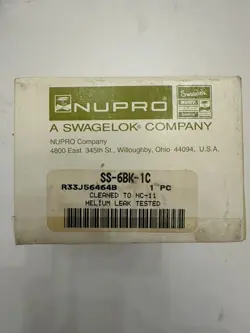 NUPRO
Swagelok
A SWAGELOK® COMPANY
NUPRO Company
4800 East 345th St., Willoughby, Ohio 44094, U.S.A.
SS-6BK-1C
R33J56464B 1 PC
CLEANED TO NC-11
HELIUM LEAK TESTED